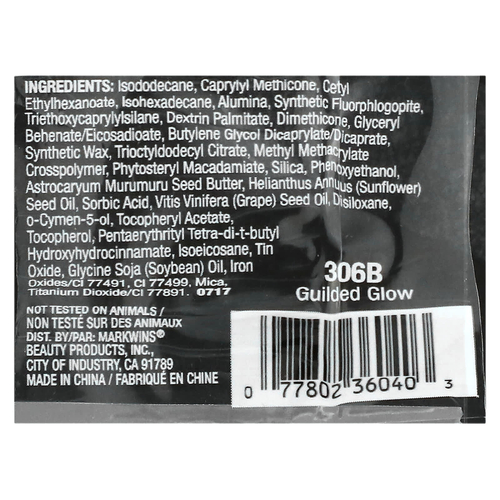 INGREDIENTS: Isododecane, Caprylyl Methicone, Cetyl
Ethylhexanoate, Isohexadecane, Alumina, Synthetic Fluorphlogopite,
Triethoxycaprylylsilane, Dextrin Palmitate, Dimethicone, Glyceryl
Behenate/Eicosadioate, Butylene Glycol Dicaprylate/Dicaprate,
Synthetic Wax, Trioctyldodecyl Citrate, Methyl Methacrylate
Crosspolymer, Phytosteryl Macadamiate, Silica, Phenoxyethanol,
Astrocaryum Murumuru Seed Butter, Helianthus Annuus (Sunflower)
Seed Oil, Sorbic Acid, Vitis Vinifera (Grape) Seed Oil, Disiloxane,
o-Cymen-5-ol, Tocopheryl Acetate,
Tocopherol, Pentaerythrityl Tetra-di-t-butyl
Hydroxyhydrocinnamate, Isoeicosane, Tin
Oxide, Glycine Soja (Soybean) Oil, Iron
Oxides/CI 77491, CI 77499, Mica,
Titanium Dioxide/CI 77891. 0717
306B
Guilded Glow
NOT TESTED ON ANIMALS /
NON TESTÉ SUR DES ANIMAUX
DIST. BY/PAR: MARKWINS®
BEAUTY PRODUCTS, INC.,
CITY OF INDUSTRY, CA 91789
MADE IN CHINA / FABRIQUÉ EN CHINE
0 77802 36040 3